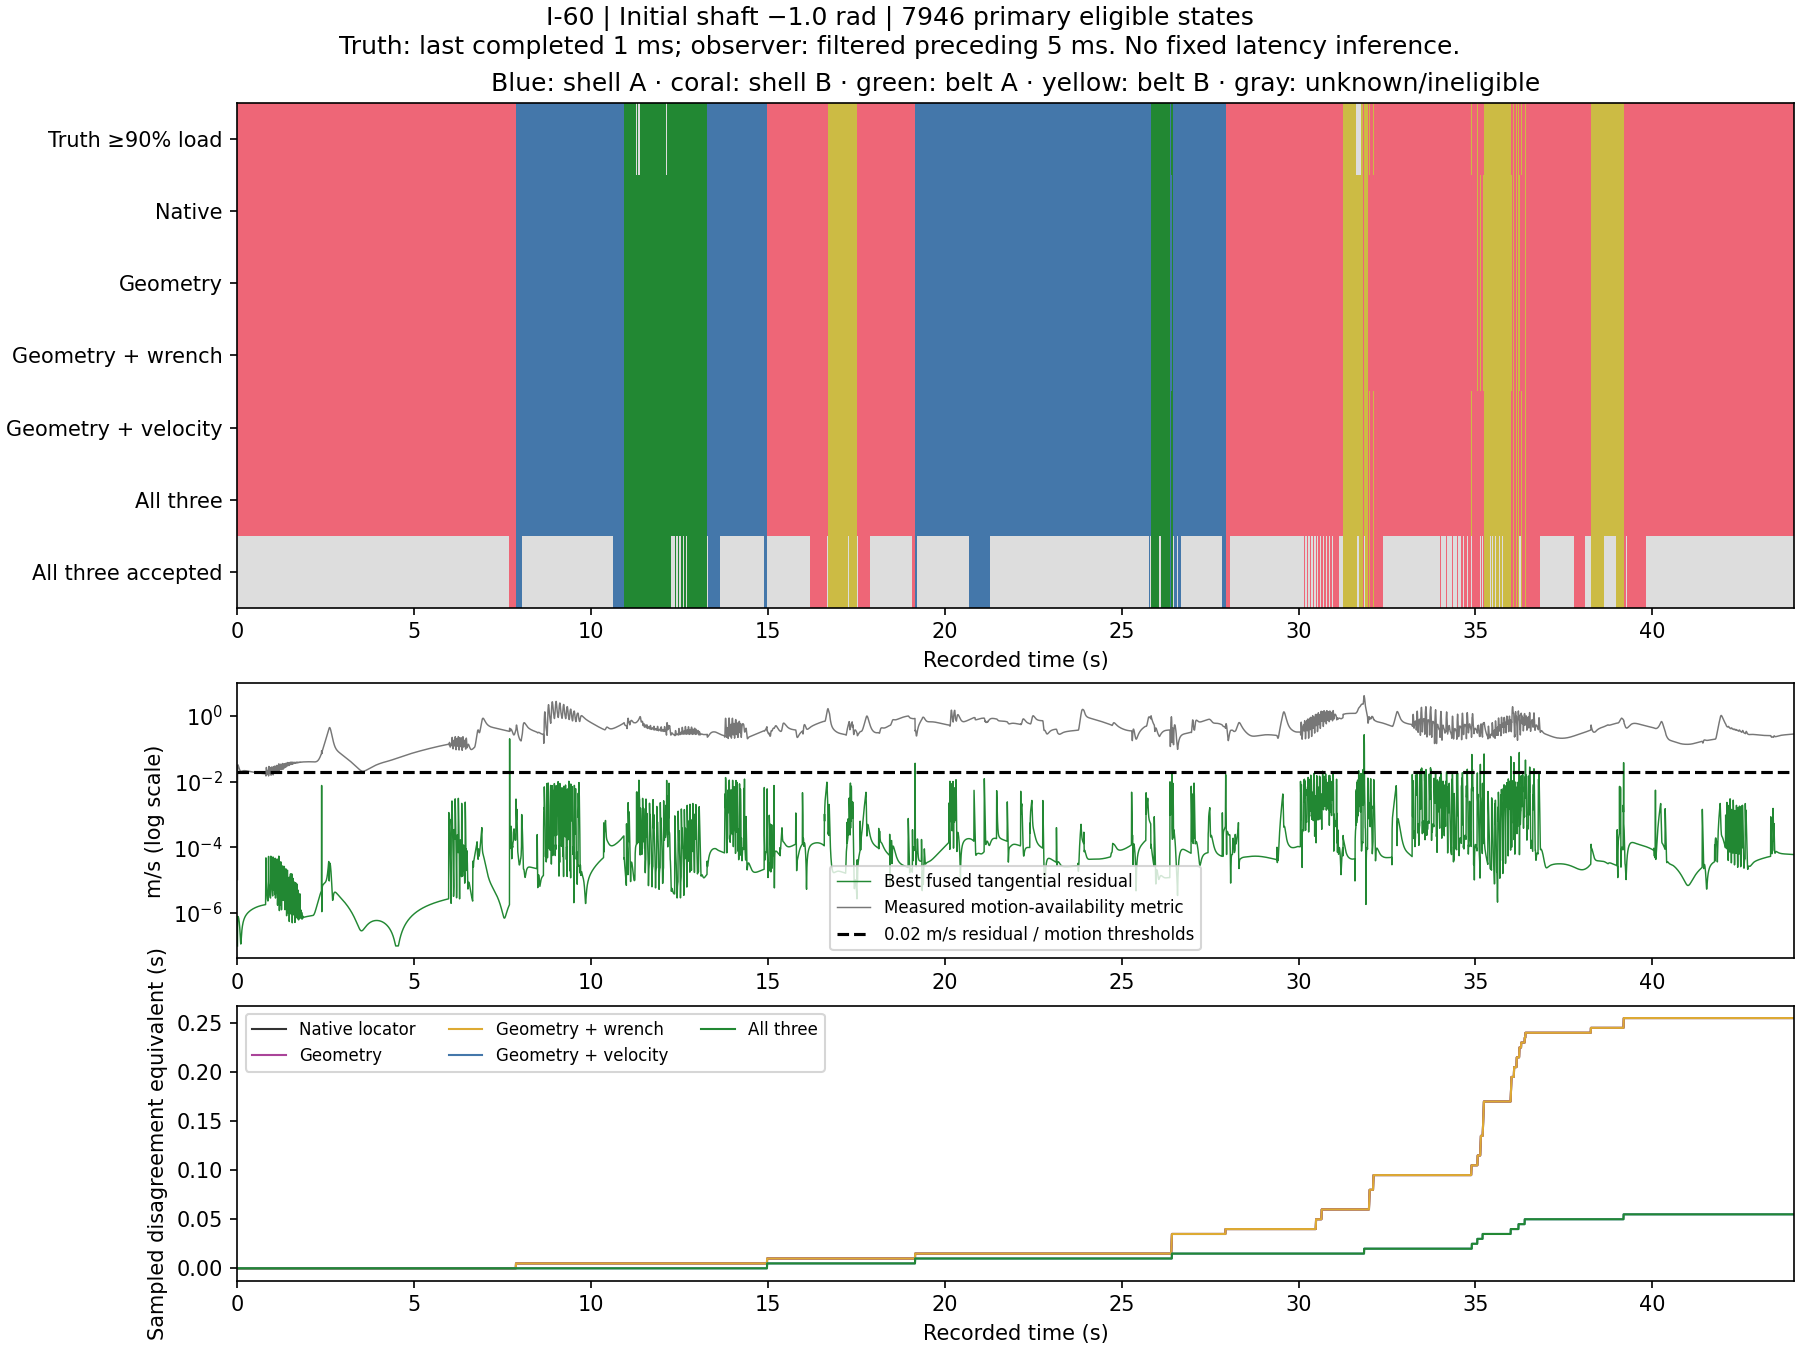 I-60 | Initial shaft −1.0 rad | 7946 primary eligible states
Truth: last completed 1 ms; observer: filtered preceding 5 ms. No fixed latency inference.
Blue: shell A · coral: shell B · green: belt A · yellow: belt B · gray: unknown/ineligible
Truth ≥90% load
Native
Geometry
Geometry + wrench
Geometry + velocity
All three
All three accepted
0 5 10 15 20 25 30 35 40
Recorded time (s)
m/s (log scale)
10⁰
10⁻²
10⁻⁴
10⁻⁶
Best fused tangential residual
Measured motion-availability metric
0.02 m/s residual / motion thresholds
0 5 10 15 20 25 30 35 40
Sampled disagreement equivalent (s)
0.25
0.20
0.15
0.10
0.05
0.00
Native locator
Geometry
Geometry + wrench
Geometry + velocity
All three
0 5 10 15 20 25 30 35 40
Recorded time (s)